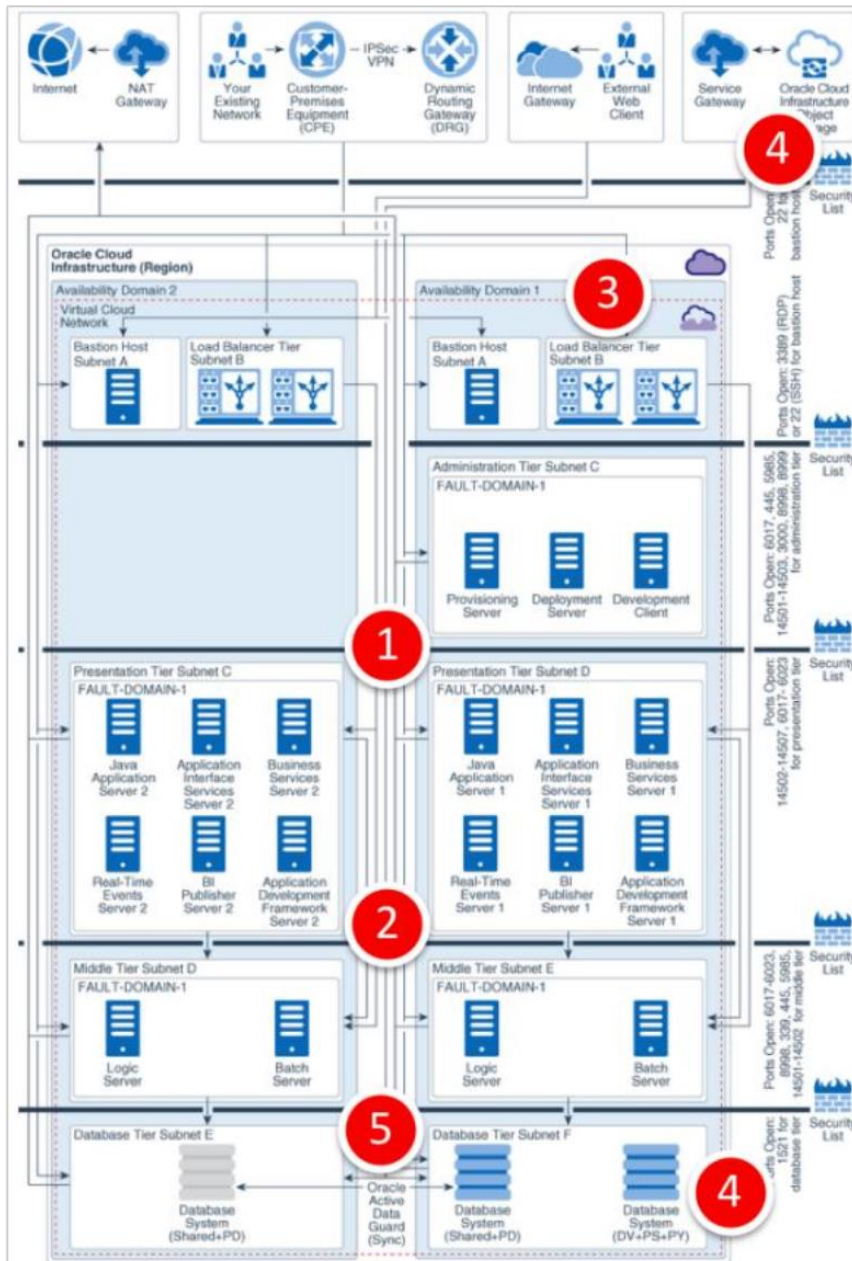 Internet
NAT
Gateway
Your
Existing
Network
Customer-
Premises
Equipment
(CPE)
IPSec
VPN
Dynamic
Routing
Gateway
(DRG)
Internet
Gateway
External
Web
Client
Service
Gateway
Oracle Cloud
Infrastructure
Object
4
Security
List
Ports Open:
22 for
bastion host
Oracle Cloud
Infrastructure (Region)
Availability Domain 2
Availability Domain 1
3
Virtual Cloud
Network
Bastion Host
Subnet A
Load Balancer Tier
Subnet B
Bastion Host
Subnet A
Load Balancer Tier
Subnet B
Ports Open: 3389 (RDP)
or 22 (SSH) for bastion host
Security
List
Administration Tier Subnet C
FAULT-DOMAIN-1
Provisioning
Server
Deployment
Server
Development
Client
Ports Open: 6017, 445, 5985,
14501-14503, 3000, 8998, 8999
for administration tier
1
Security
List
Presentation Tier Subnet C
FAULT-DOMAIN-1
Java
Application
Server 2
Application
Interface
Services
Server 2
Business
Services
Server 2
Real-Time
Events
Server 2
BI
Publisher
Server 2
Application
Development
Framework
Server 2
Presentation Tier Subnet D
FAULT-DOMAIN-1
Java
Application
Server 1
Application
Interface
Services
Server 1
Business
Services
Server 1
Real-Time
Events
Server 1
BI
Publisher
Server 1
Application
Development
Framework
Server 1
Ports Open:
14502-14507, 6017- 6023
for presentation tier
2
Security
List
Middle Tier Subnet D
FAULT-DOMAIN-1
Logic
Server
Batch
Server
Middle Tier Subnet E
FAULT-DOMAIN-1
Logic
Server
Batch
Server
Ports Open: 6017-6023,
8998, 339, 445, 5985,
14501-14502 for middle tier
Security
List
5
Database Tier Subnet E
Database
System
(Shared+PD)
Oracle
Active
Data
Guard
(Sync)
Database Tier Subnet F
Database
System
(Shared+PD)
Database
System
(DV+PS+PY)
4
Open:
1521 for
database tier